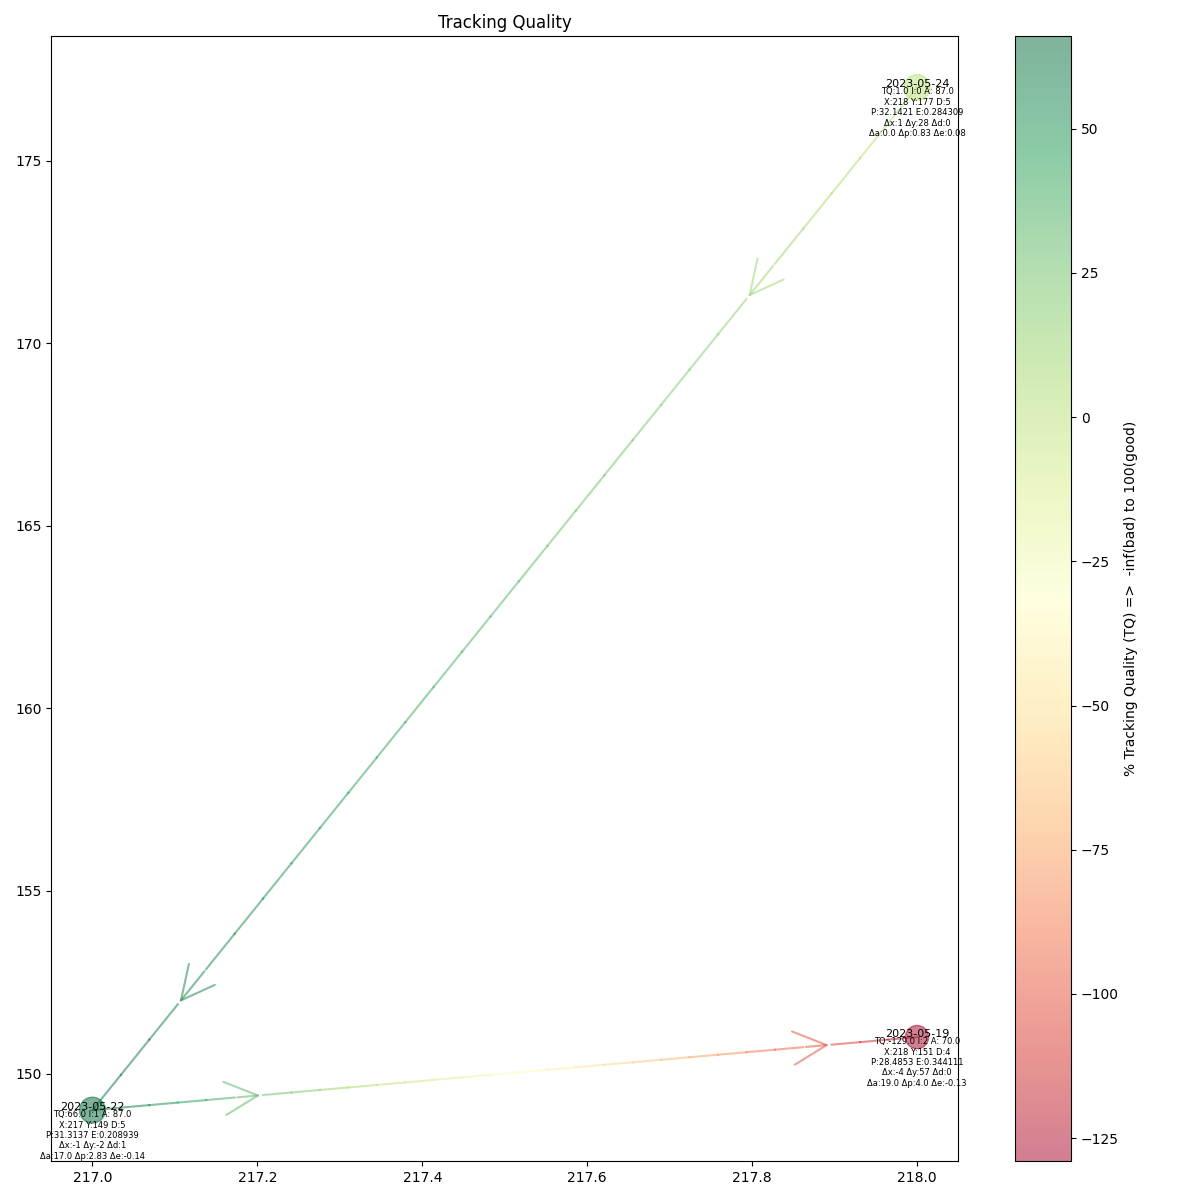 Tracking Quality
2023-05-24
TQ:1.0 I:0 A: 87.0
X:218 Y:177 D:5
P:32.1421 E:0.284309
Δx:1 Δy:28 Δd:0
Δa:0.0 Δp:0.83 Δe:0.08
175
170
165
160
155
150
2023-05-19
TQ:-129.0 I:2 A: 70.0
X:218 Y:151 D:4
P:28.4853 E:0.344111
Δx:-4 Δy:57 Δd:0
Δa:19.0 Δp:4.0 Δe:-0.13
2023-05-22
TQ:66.0 I:1 A: 87.0
X:217 Y:149 D:5
P:31.3137 E:0.208939
Δx:-1 Δy:-2 Δd:1
Δa:17.0 Δp:2.83 Δe:-0.14
217.0 217.2 217.4 217.6 217.8 218.0
50
25
0
−25
−50
−75
−100
−125
% Tracking Quality (TQ) => -inf(bad) to 100(good)